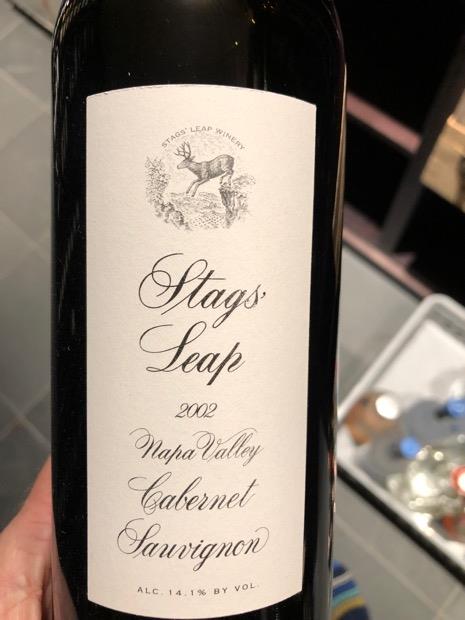 STAGS' LEAP WINERY
Stags'
Leap
2002
Napa Valley
Cabernet
Sauvignon
ALC. 14.1% BY VOL.